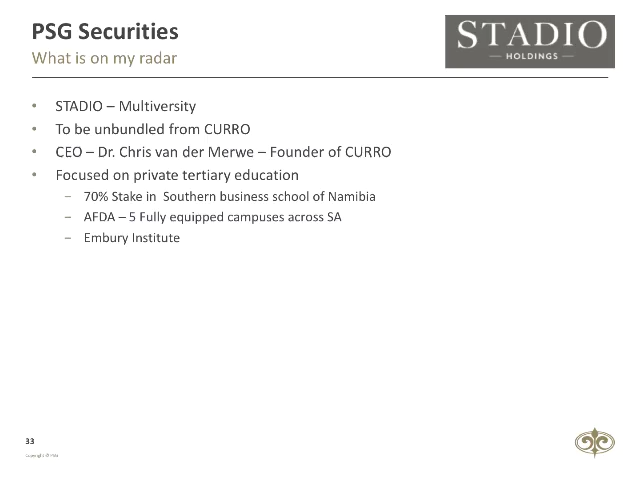 PSG Securities
What is on my radar
STADIO
— HOLDINGS —
• STADIO – Multiversity
• To be unbundled from CURRO
• CEO – Dr. Chris van der Merwe – Founder of CURRO
• Focused on private tertiary education
– 70% Stake in Southern business school of Namibia
– AFDA – 5 Fully equipped campuses across SA
– Embury Institute
33
Copyright ©